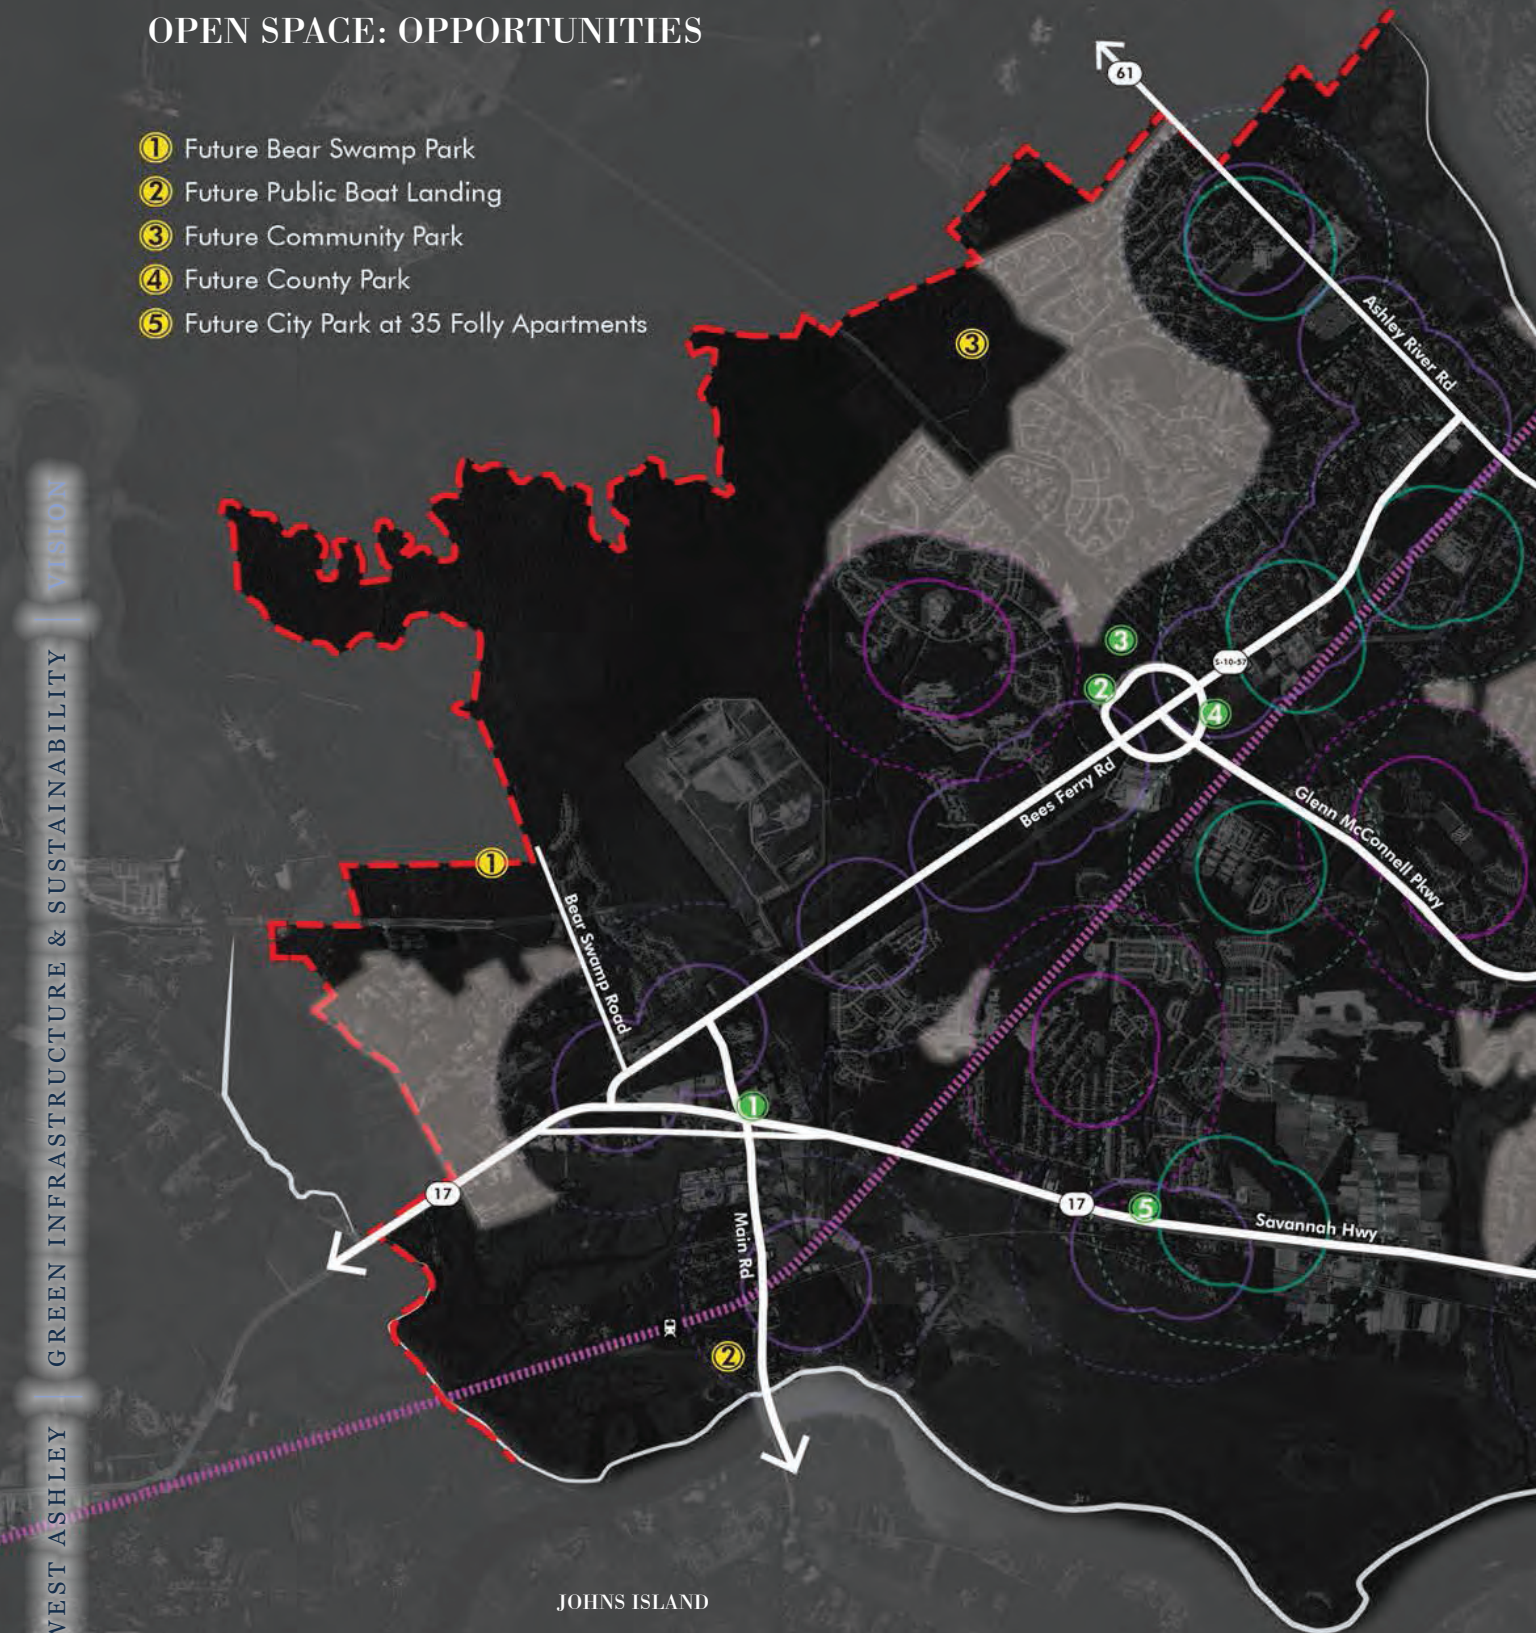 OPEN SPACE: OPPORTUNITIES
1 Future Bear Swamp Park
2 Future Public Boat Landing
3 Future Community Park
4 Future County Park
5 Future City Park at 35 Folly Apartments
61
Ashley River Rd
3
3
2
S-10-57
4
Bees Ferry Rd
Glenn McConnell Pkwy
1
Bear Swamp Road
1
17
17
5
Savannah Hwy
Main Rd
2
JOHNS ISLAND
WEST ASHLEY | GREEN INFRASTRUCTURE & SUSTAINABILITY | VISION